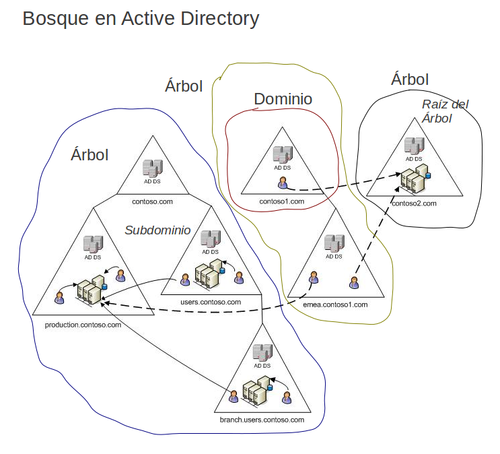 Bosque en Active Directory
Árbol
Árbol
Dominio
Raíz del
Árbol
Árbol
AD DS
AD DS
AD DS
contoso.com
contoso1.com
contoso2.com
Subdominio
AD DS
AD DS
AD DS
users.contoso.com
emea.contoso1.com
production.contoso.com
AD DS
branch.users.contoso.com